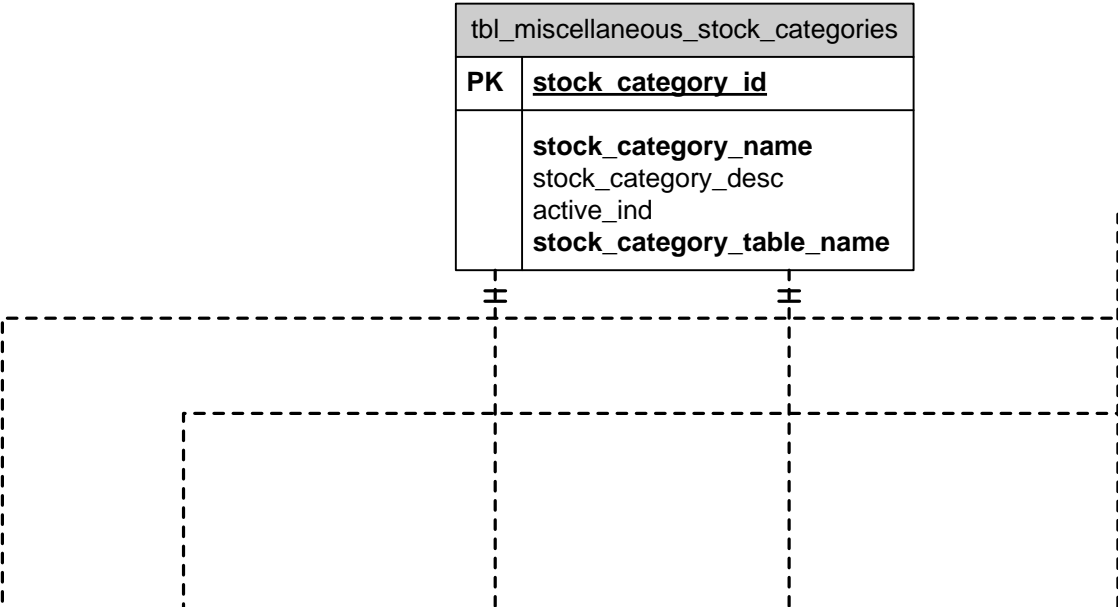 tbl_miscellaneous_stock_categories
PK stock_category_id
stock_category_name
stock_category_desc
active_ind
stock_category_table_name